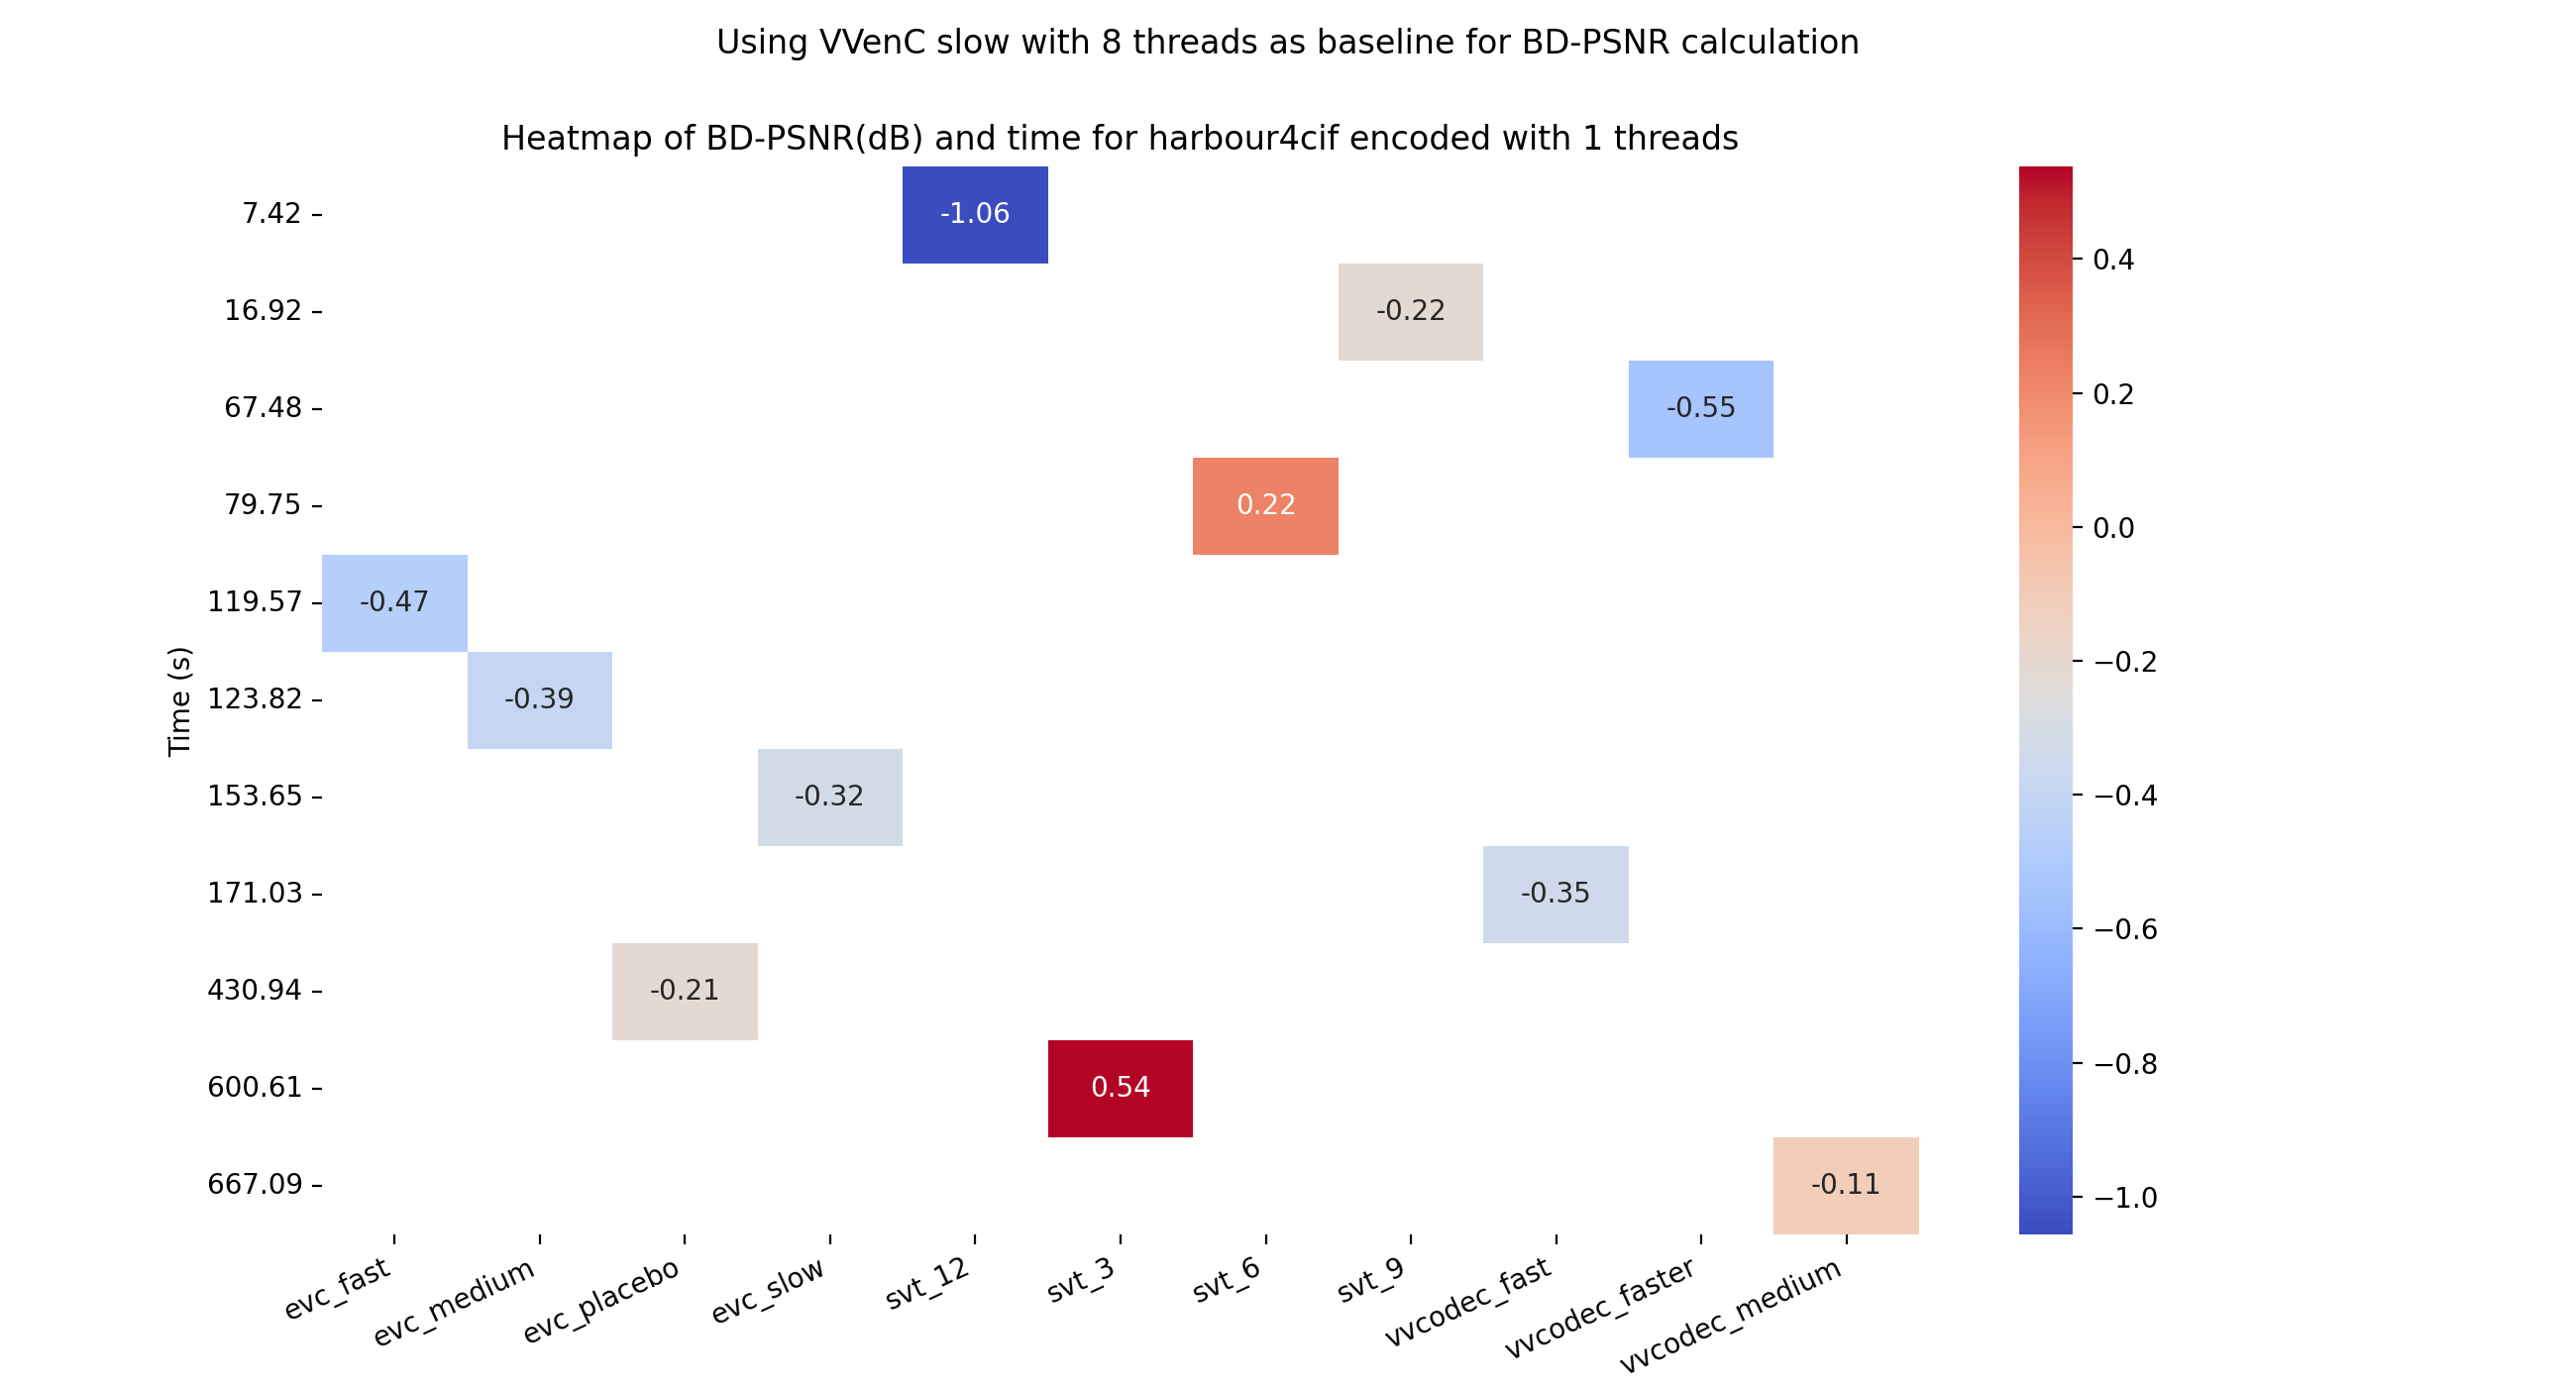 Using VVenC slow with 8 threads as baseline for BD-PSNR calculation
Heatmap of BD-PSNR(dB) and time for harbour4cif encoded with 1 threads
Time (s)
7.42
-1.06
16.92
-0.22
67.48
-0.55
79.75
0.22
119.57
-0.47
123.82
-0.39
153.65
-0.32
171.03
-0.35
430.94
-0.21
600.61
0.54
667.09
-0.11
evc_fast
evc_medium
evc_placebo
evc_slow
svt_12
svt_3
svt_6
svt_9
vvcodec_fast
vvcodec_faster
vvcodec_medium
0.4
0.2
0.0
−0.2
−0.4
−0.6
−0.8
−1.0